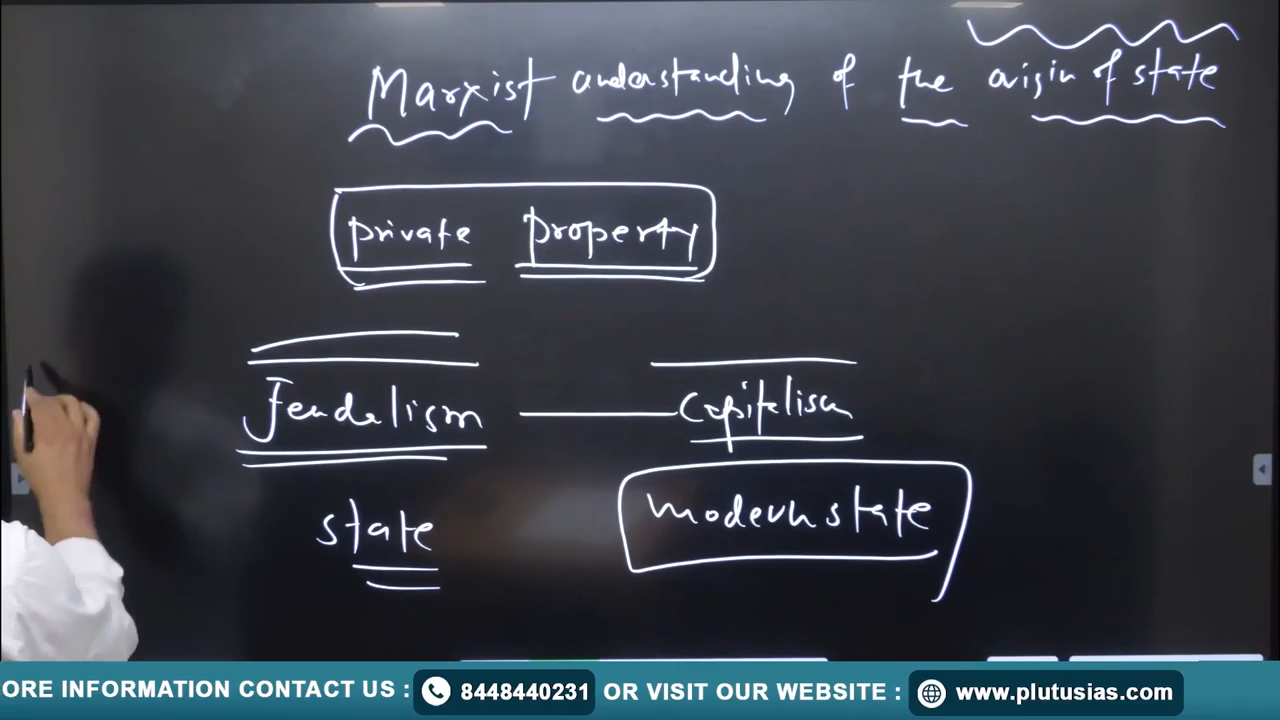 Marxist understanding of the origin of state
private property
Feudalism — Capitalism
state
modern state
ORE INFORMATION CONTACT US : 8448440231 OR VISIT OUR WEBSITE : www.plutusias.com